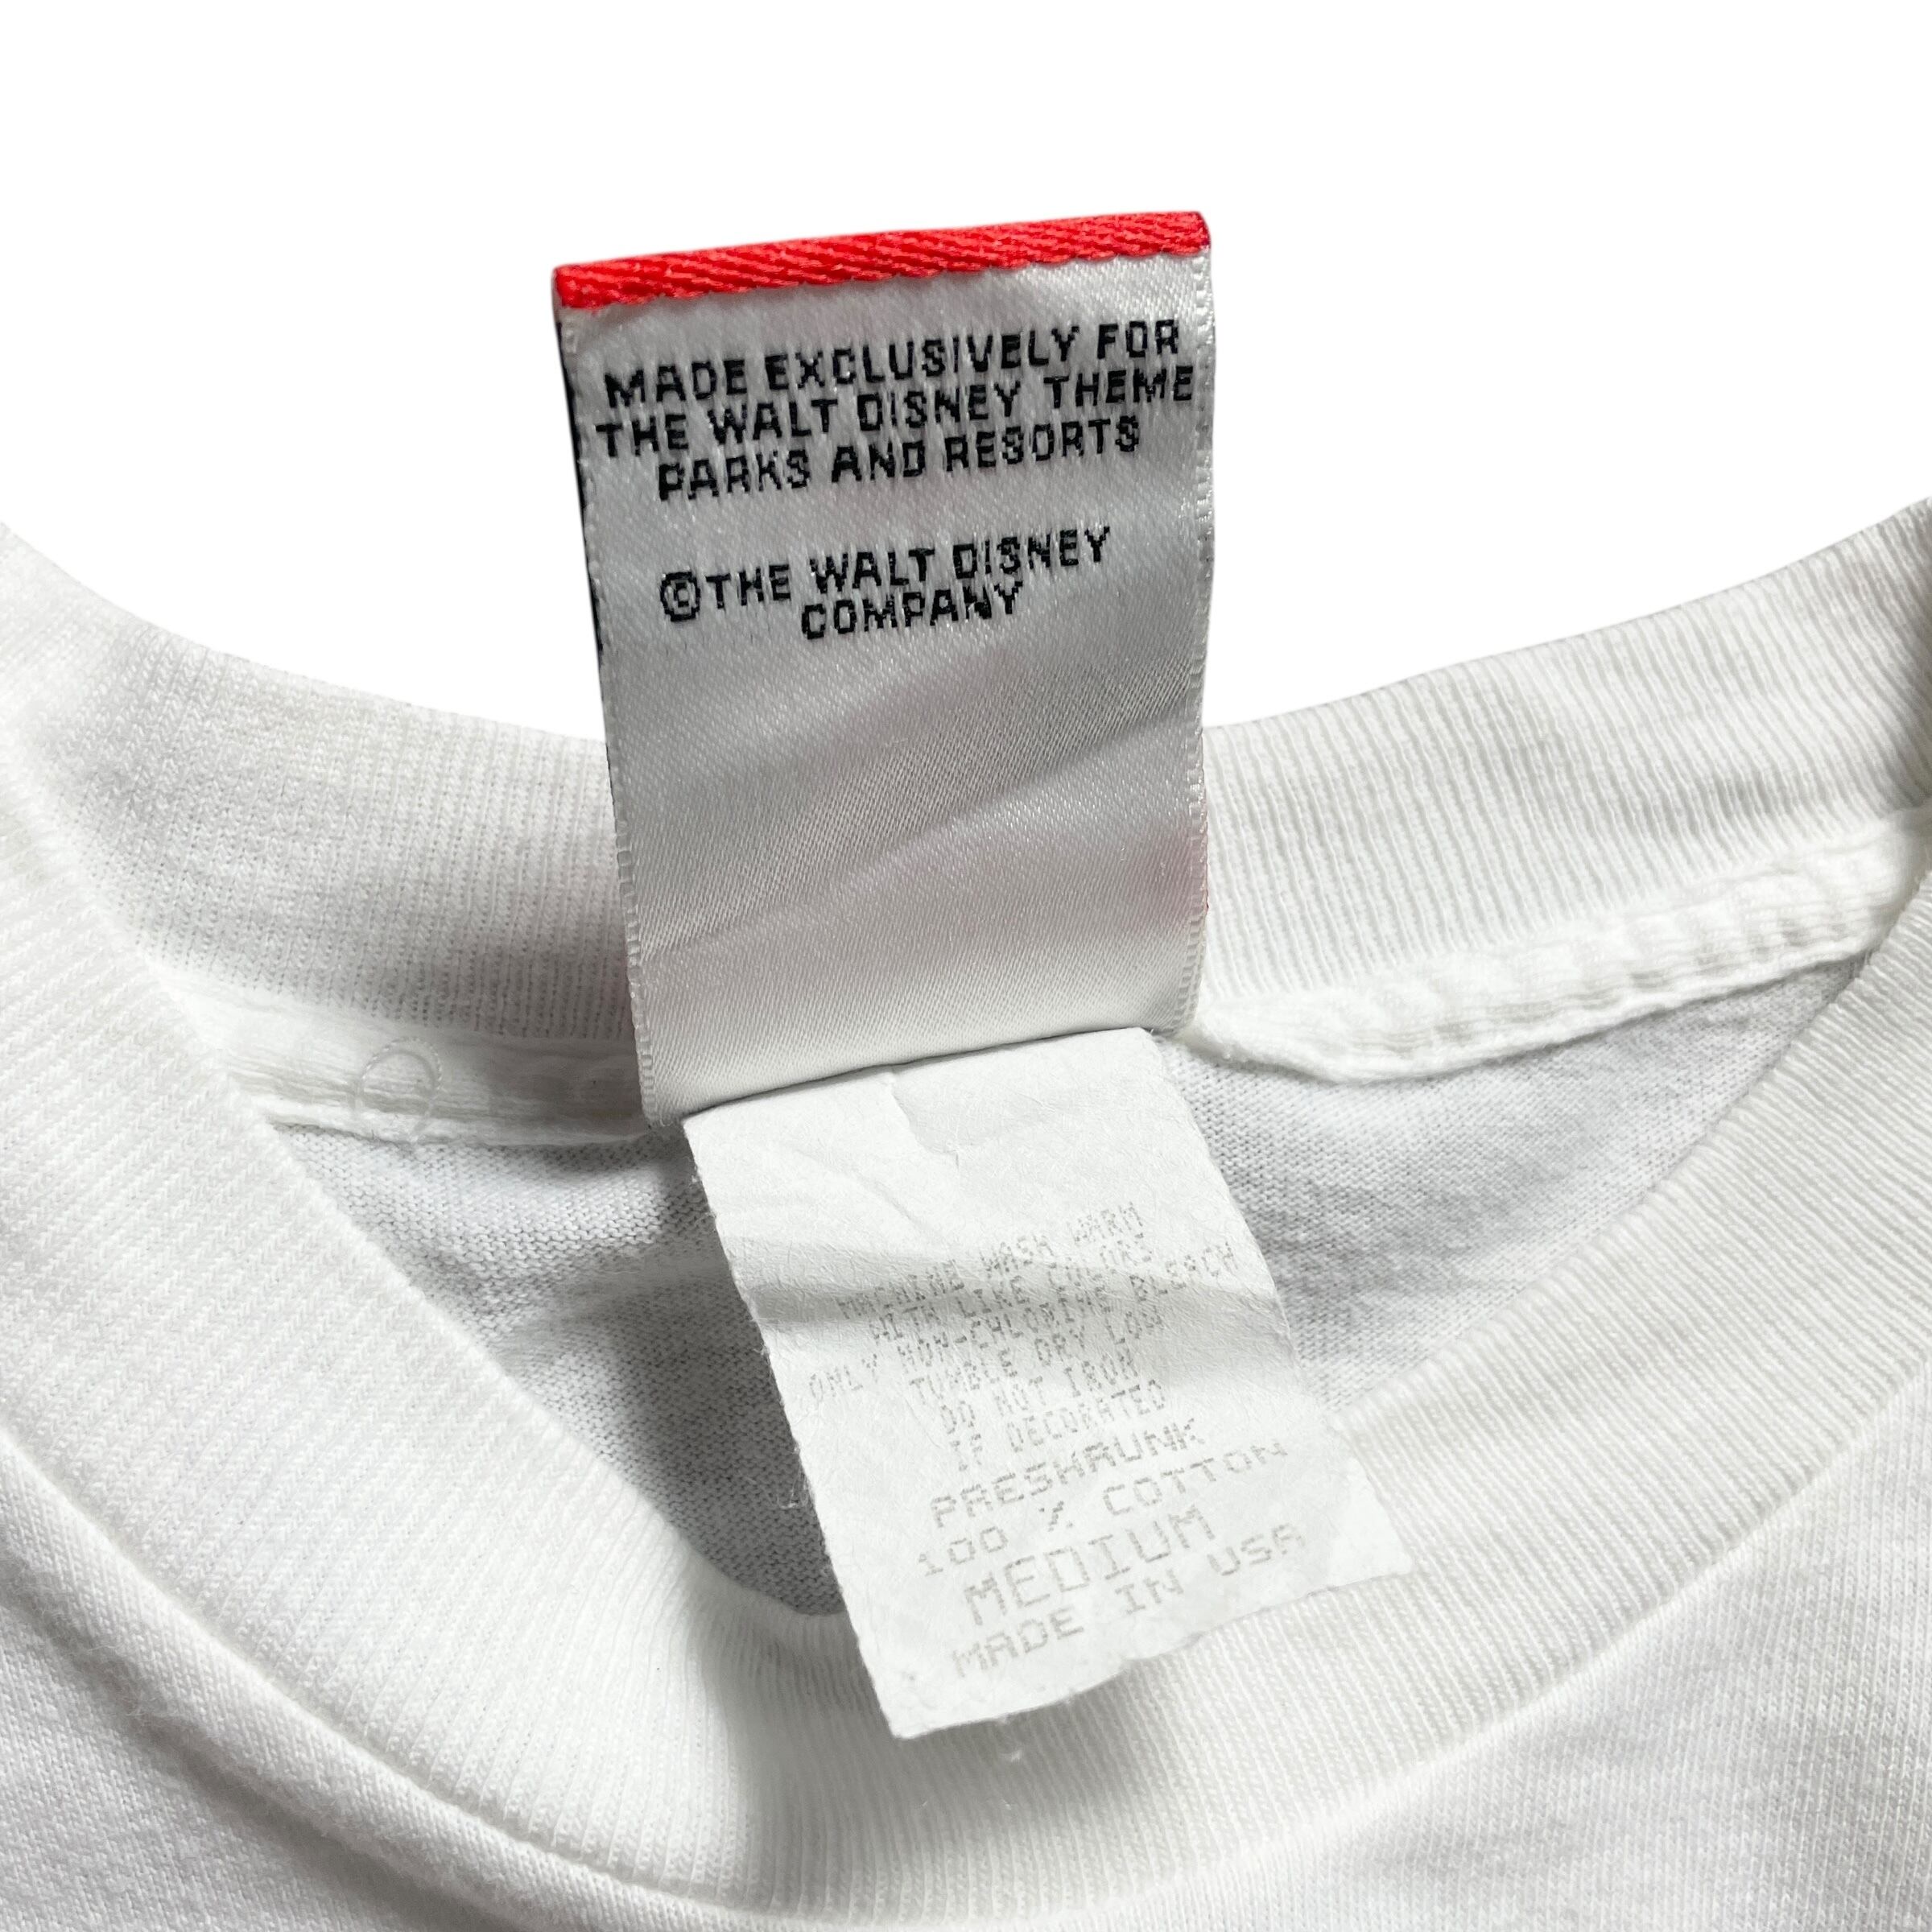 MADE EXCLUSIVELY FOR
THE WALT DISNEY THEME
PARKS AND RESORTS
©THE WALT DISNEY
COMPANY
MACHINE WASH WARM
WITH LIKE COLORS
ONLY NON-CHLORINE BLEACH
TUMBLE DRY LOW
DO NOT IRON
IF DECORATED
PRESHRUNK
100 % COTTON
MEDIUM
MADE IN USA